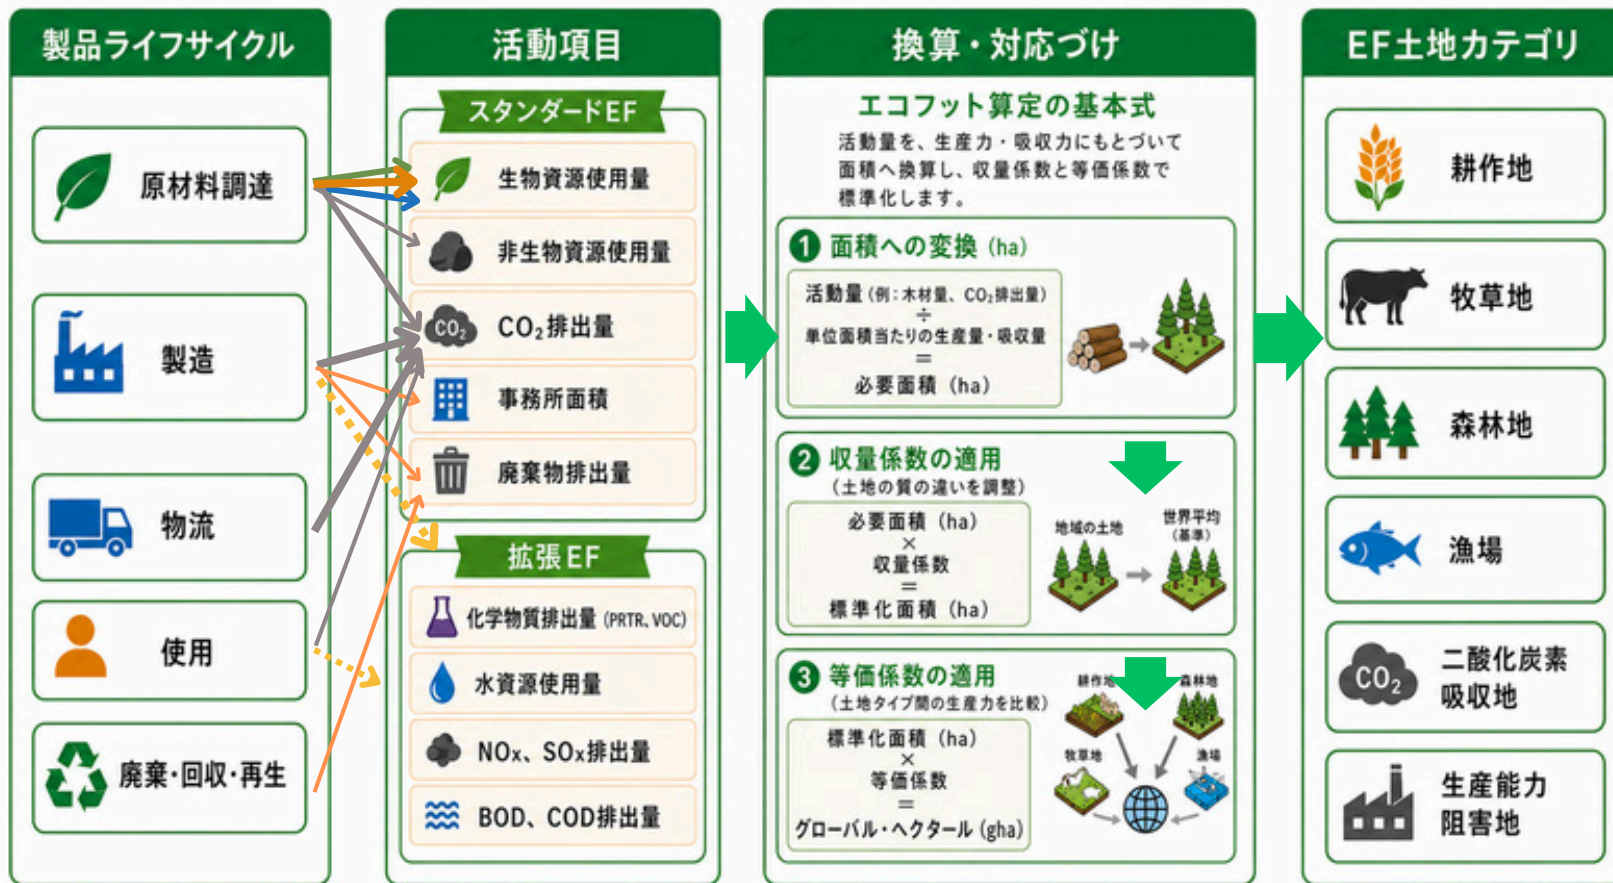 製品ライフサイクル
原材料調達
製造
物流
使用
廃棄・回収・再生
活動項目
スタンダードEF
生物資源使用量
非生物資源使用量
CO₂
CO₂排出量
事務所面積
廃棄物排出量
拡張EF
化学物質排出量 (PRTR、VOC)
水資源使用量
NOx、SOx排出量
BOD、COD排出量
換算・対応づけ
エコフット算定の基本式
活動量を、生産力・吸収力にもとづいて
面積へ換算し、収量係数と等価係数で
標準化します。
1 面積への変換 (ha)
活動量 (例：木材量、CO₂排出量)
÷
単位面積当たりの生産量・吸収量
=
必要面積 (ha)
2 収量係数の適用
(土地の質の違いを調整)
必要面積 (ha)
×
収量係数
=
標準化面積 (ha)
地域の土地
世界平均
(基準)
3 等価係数の適用
(土地タイプ間の生産力を比較)
標準化面積 (ha)
×
等価係数
=
グローバル・ヘクタール (gha)
耕作地
森林地
牧草地
漁場
EF土地カテゴリ
耕作地
牧草地
森林地
漁場
CO₂
二酸化炭素
吸収地
生産能力
阻害地